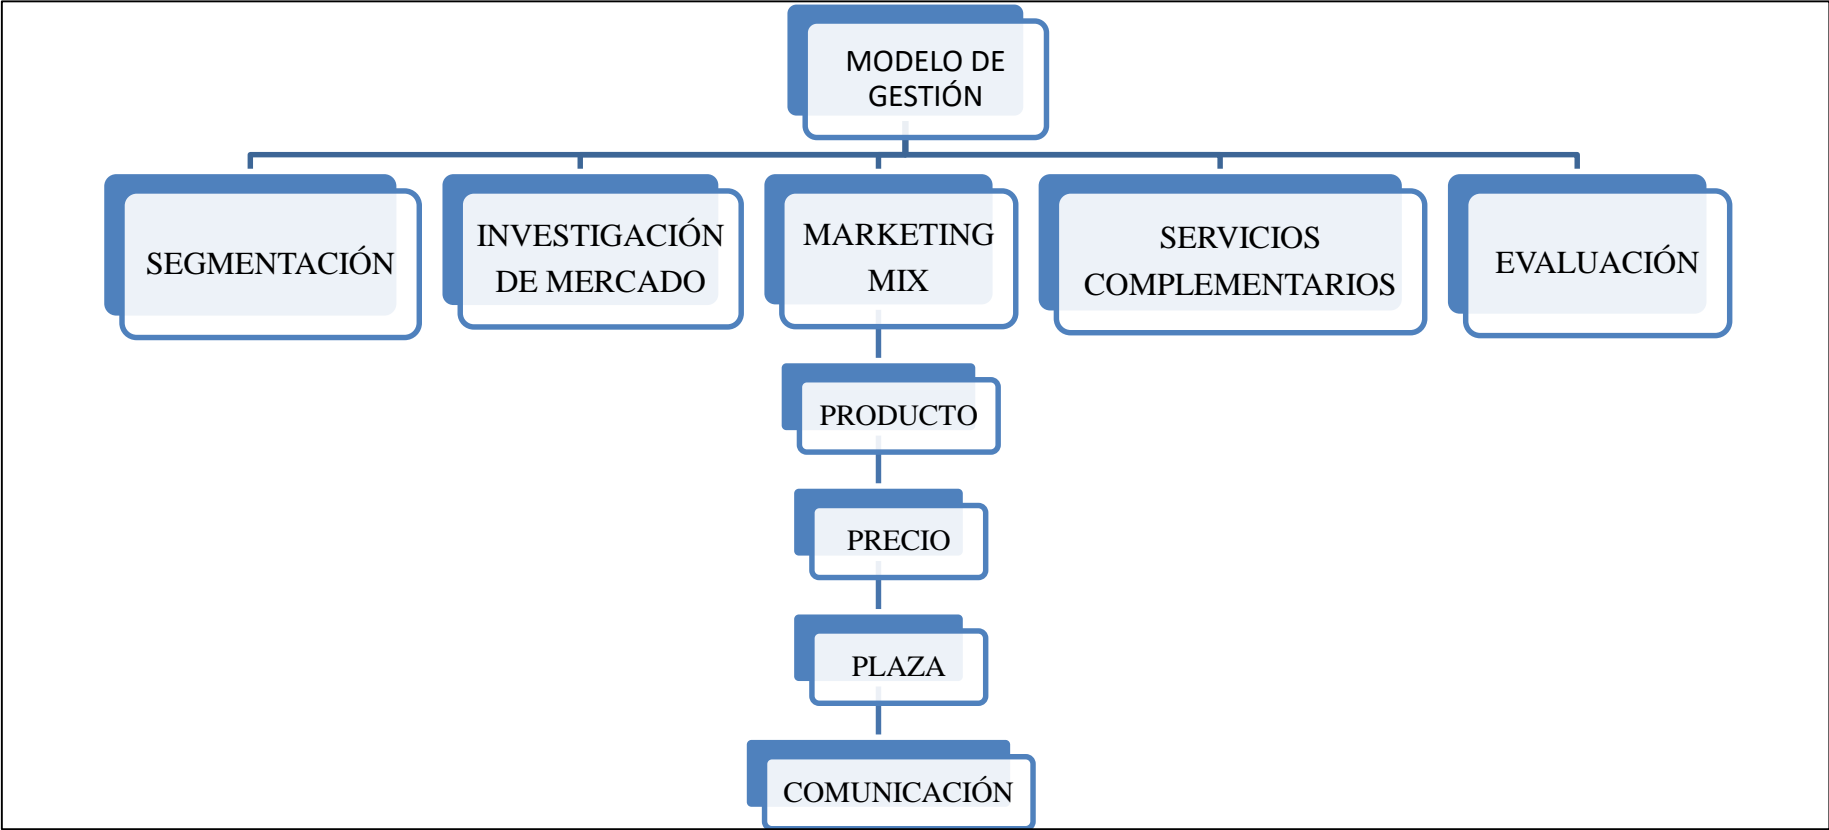 MODELO DE
GESTIÓN
SEGMENTACIÓN
INVESTIGACIÓN
DE MERCADO
MARKETING
MIX
SERVICIOS
COMPLEMENTARIOS
EVALUACIÓN
PRODUCTO
PRECIO
PLAZA
COMUNICACIÓN